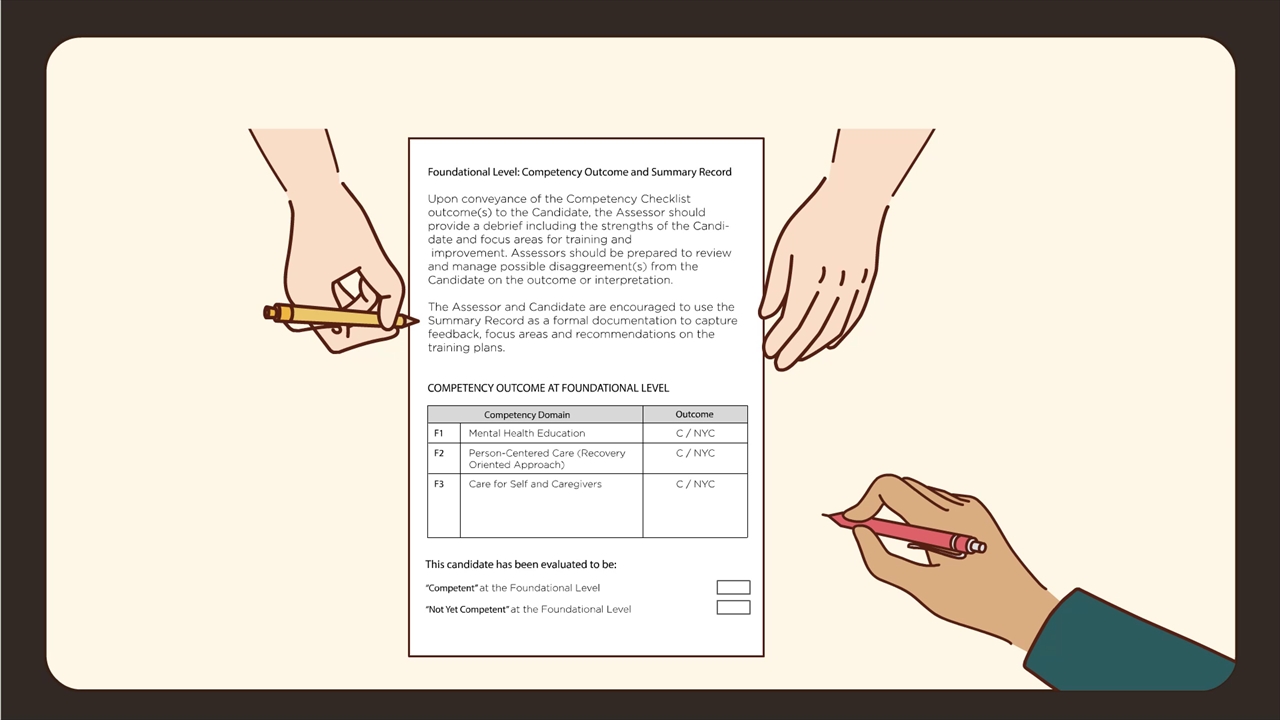 Foundational Level: Competency Outcome and Summary Record
Upon conveyance of the Competency Checklist
outcome(s) to the Candidate, the Assessor should
provide a debrief including the strengths of the Candi-
date and focus areas for training and
improvement. Assessors should be prepared to review
and manage possible disagreement(s) from the
Candidate on the outcome or interpretation.
The Assessor and Candidate are encouraged to use the
Summary Record as a formal documentation to capture
feedback, focus areas and recommendations on the
training plans.
COMPETENCY OUTCOME AT FOUNDATIONAL LEVEL
Competency Domain Outcome
F1 Mental Health Education C / NYC
F2 Person-Centered Care (Recovery C / NYC
Oriented Approach)
F3 Care for Self and Caregivers C / NYC
This candidate has been evaluated to be:
“Competent” at the Foundational Level
“Not Yet Competent” at the Foundational Level